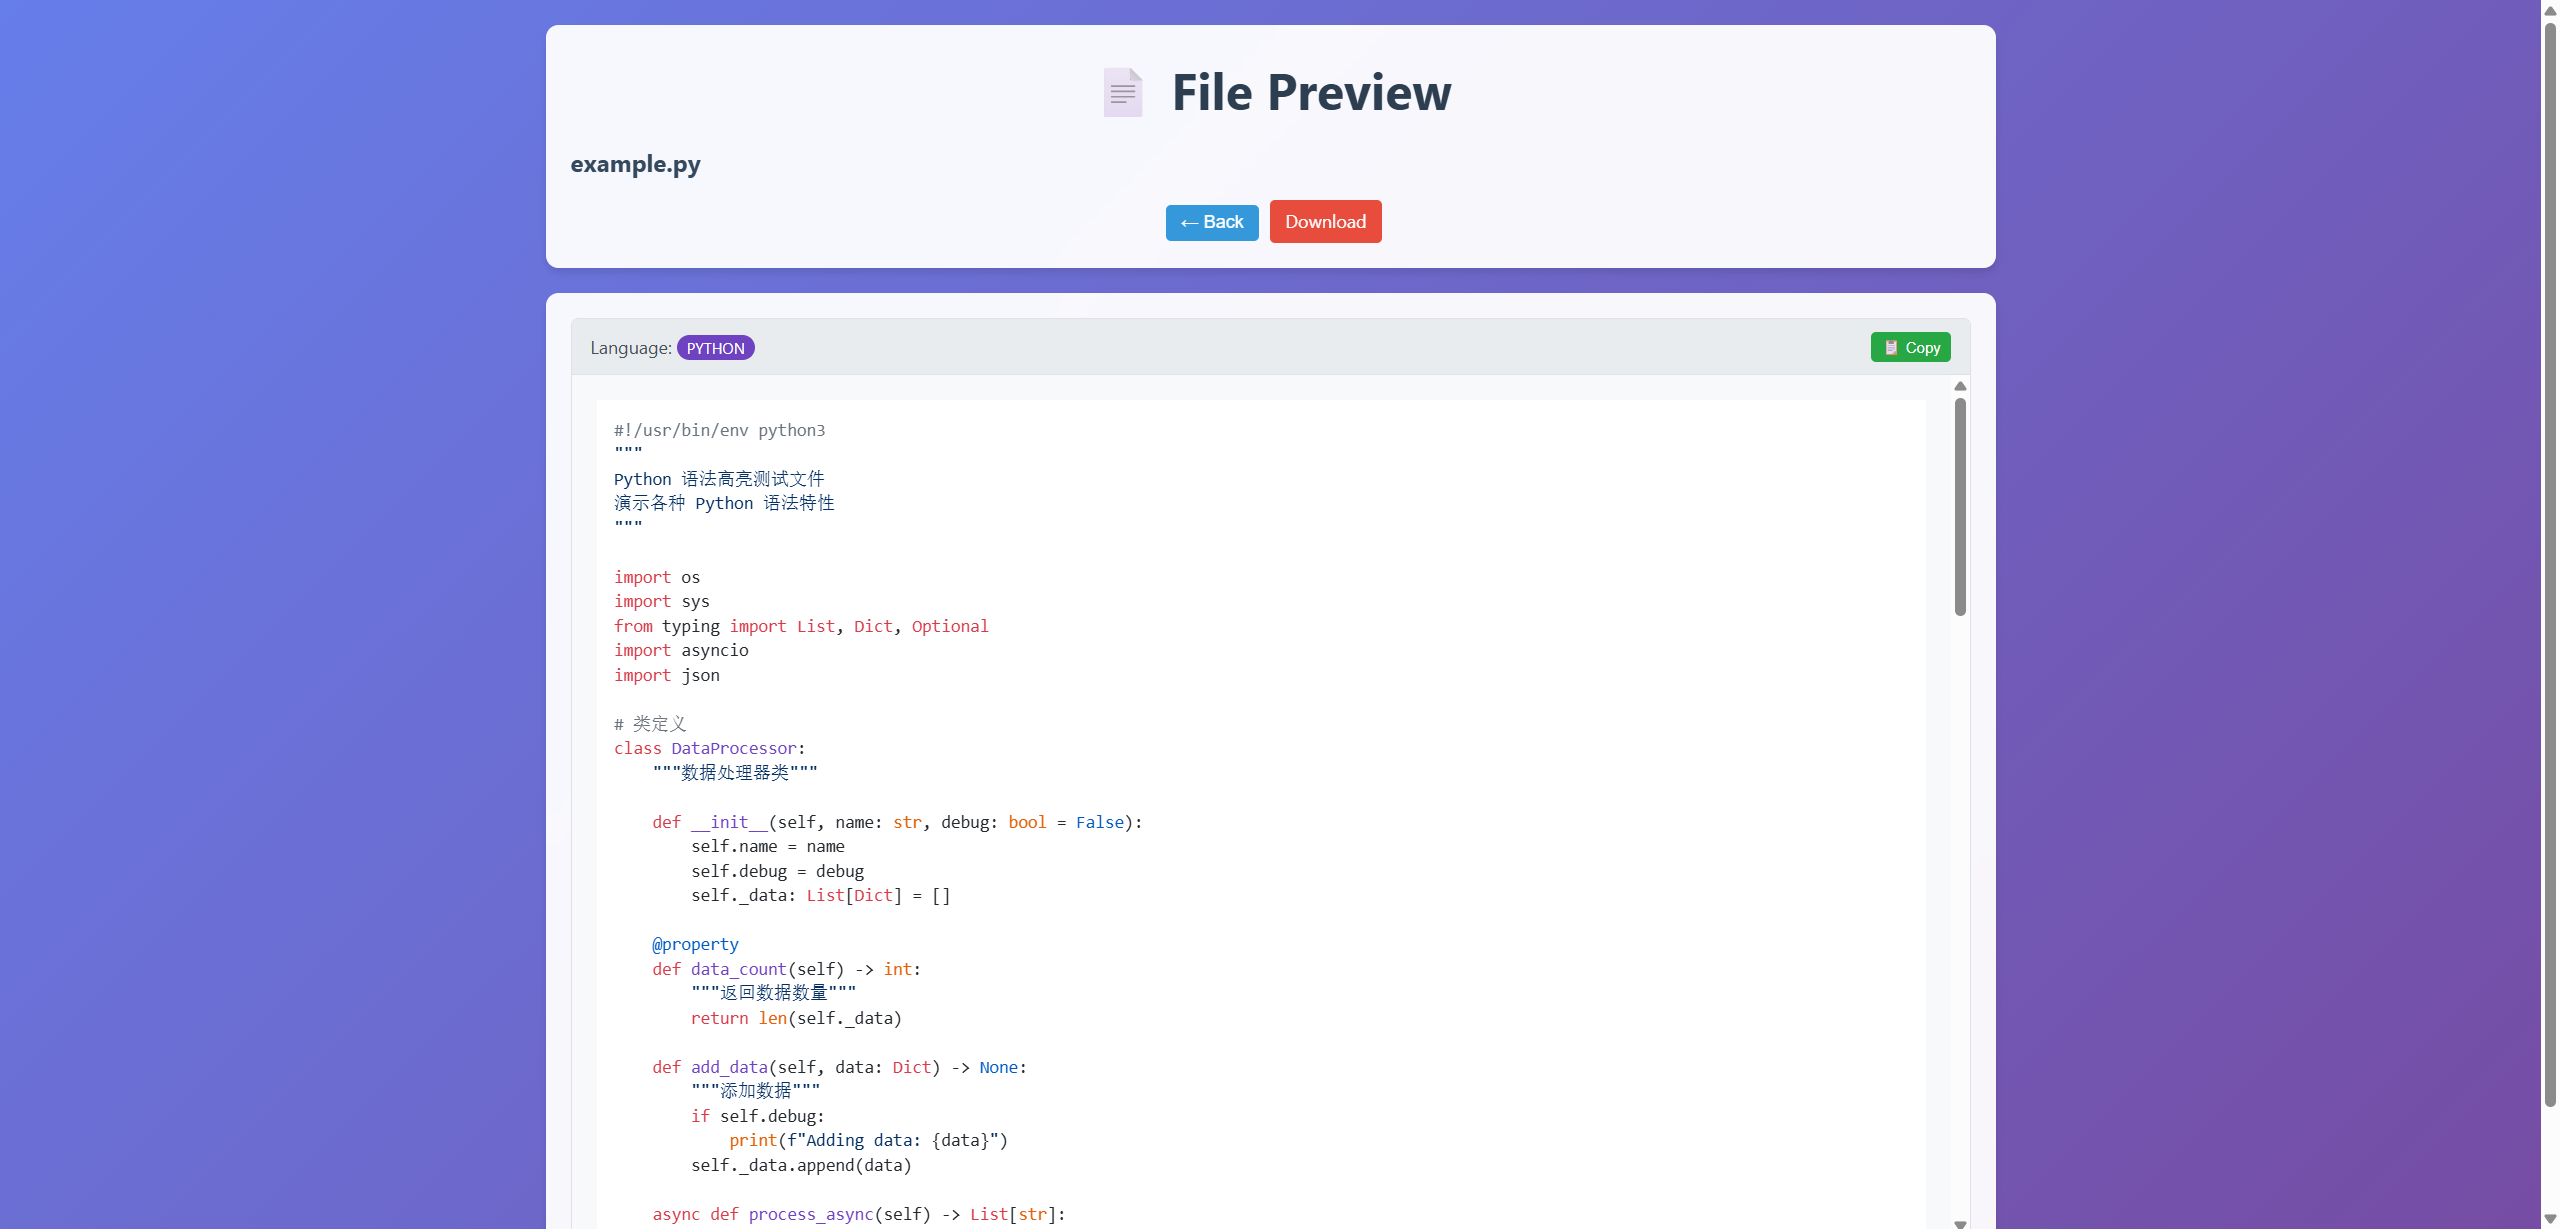 File Preview
example.py
← Back Download
Language: PYTHON
Copy
#!/usr/bin/env python3
"""
Python 语法高亮测试文件
演示各种 Python 语法特性
"""

import os
import sys
from typing import List, Dict, Optional
import asyncio
import json

# 类定义
class DataProcessor:
    """数据处理器类"""

    def __init__(self, name: str, debug: bool = False):
        self.name = name
        self.debug = debug
        self._data: List[Dict] = []

    @property
    def data_count(self) -> int:
        """返回数据数量"""
        return len(self._data)

    def add_data(self, data: Dict) -> None:
        """添加数据"""
        if self.debug:
            print(f"Adding data: {data}")
        self._data.append(data)

    async def process_async(self) -> List[str]: